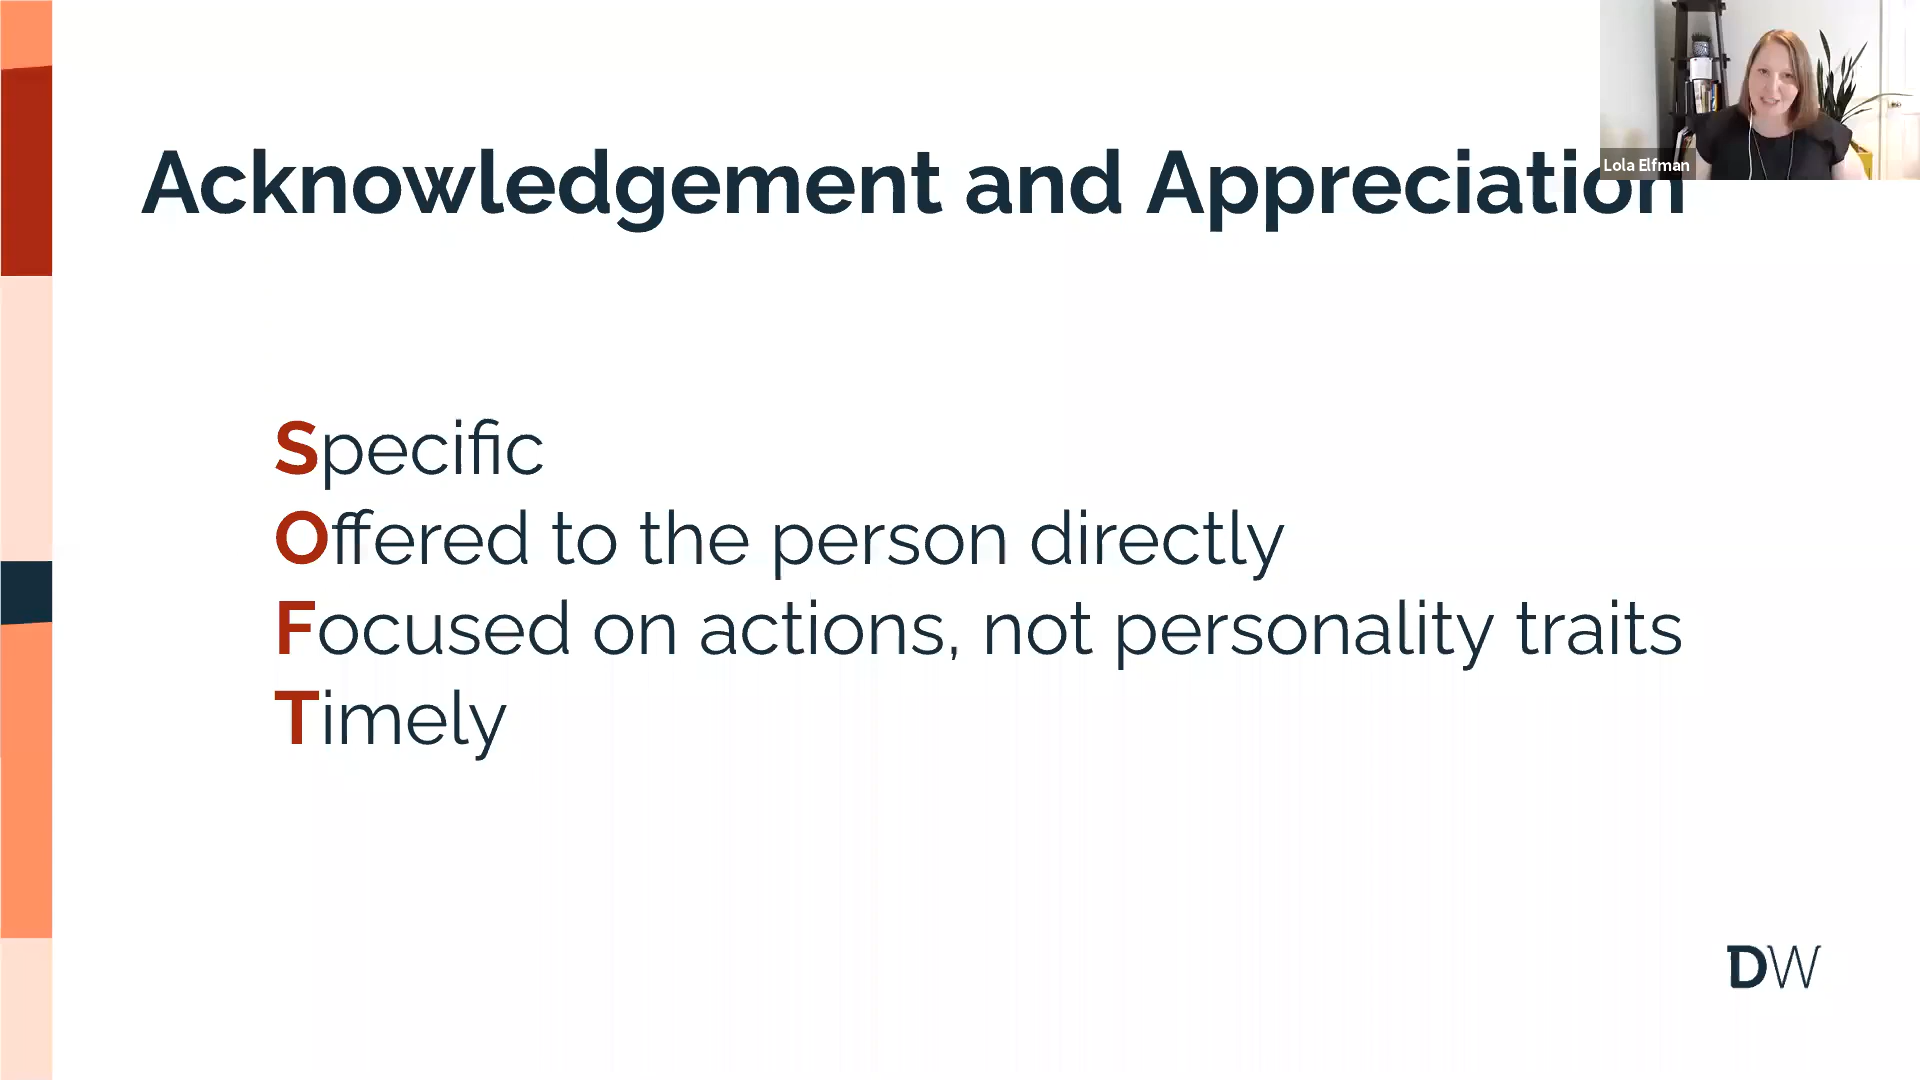 Lola Elfman
Acknowledgement and Appreciation
Specific
Offered to the person directly
Focused on actions, not personality traits
Timely
DW